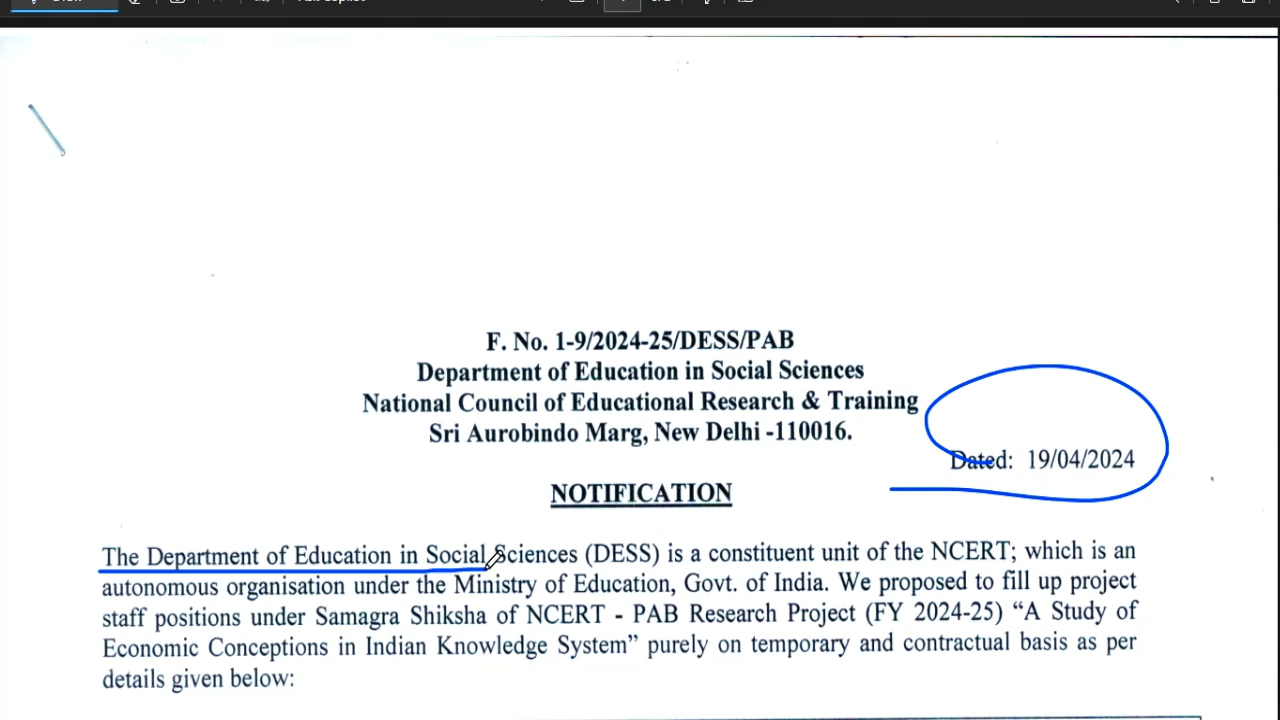 F. No. 1-9/2024-25/DESS/PAB
Department of Education in Social Sciences
National Council of Educational Research & Training
Sri Aurobindo Marg, New Delhi -110016.
Dated: 19/04/2024
NOTIFICATION
The Department of Education in Social Sciences (DESS) is a constituent unit of the NCERT; which is an
autonomous organisation under the Ministry of Education, Govt. of India. We proposed to fill up project
staff positions under Samagra Shiksha of NCERT - PAB Research Project (FY 2024-25) “A Study of
Economic Conceptions in Indian Knowledge System” purely on temporary and contractual basis as per
details given below: